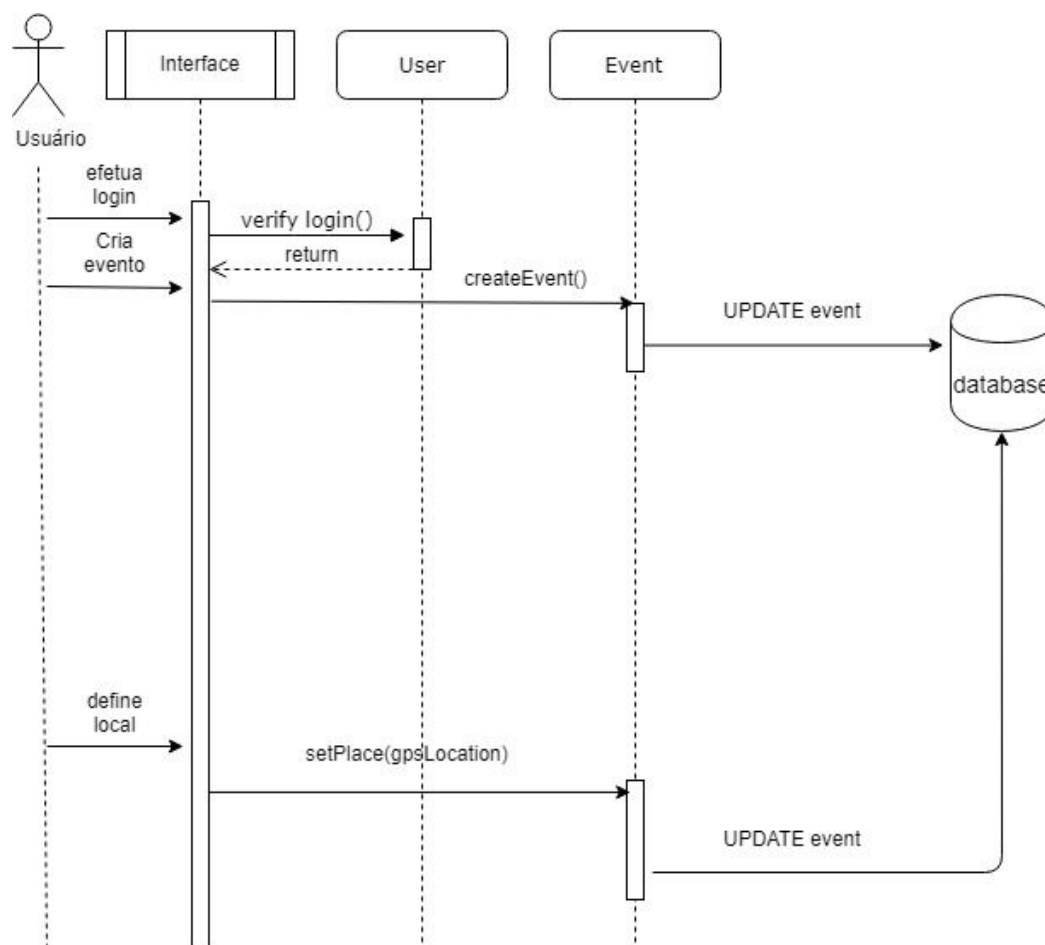 Interface
User
Event
Usuário
efetua
login
verify login()
Cria
evento
return
createEvent()
UPDATE event
database
define
local
setPlace(gpsLocation)
UPDATE event